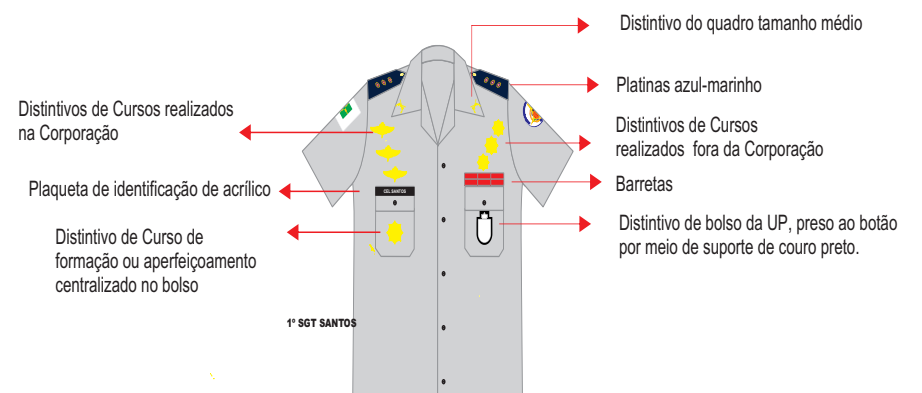 Distintivo do quadro tamanho médio
Platinas azul-marinho
Distintivos de Cursos realizados
na Corporação
Distintivos de Cursos
realizados fora da Corporação
Plaqueta de identificação de acrílico
CEL SANTOS
Barretas
Distintivo de Curso de
formação ou aperfeiçoamento
centralizado no bolso
Distintivo de bolso da UP, preso ao botão
por meio de suporte de couro preto.
1º SGT SANTOS